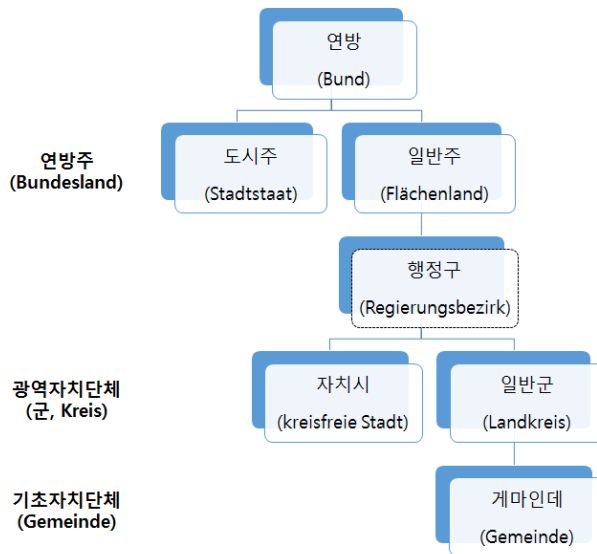 연방
(Bund)
연방주
(Bundesland)
도시주
(Stadtstaat)
일반주
(Flächenland)
행정구
(Regierungsbezirk)
광역자치단체
(군, Kreis)
자치시
(kreisfreie Stadt)
일반군
(Landkreis)
기초자치단체
(Gemeinde)
게마인데
(Gemeinde)